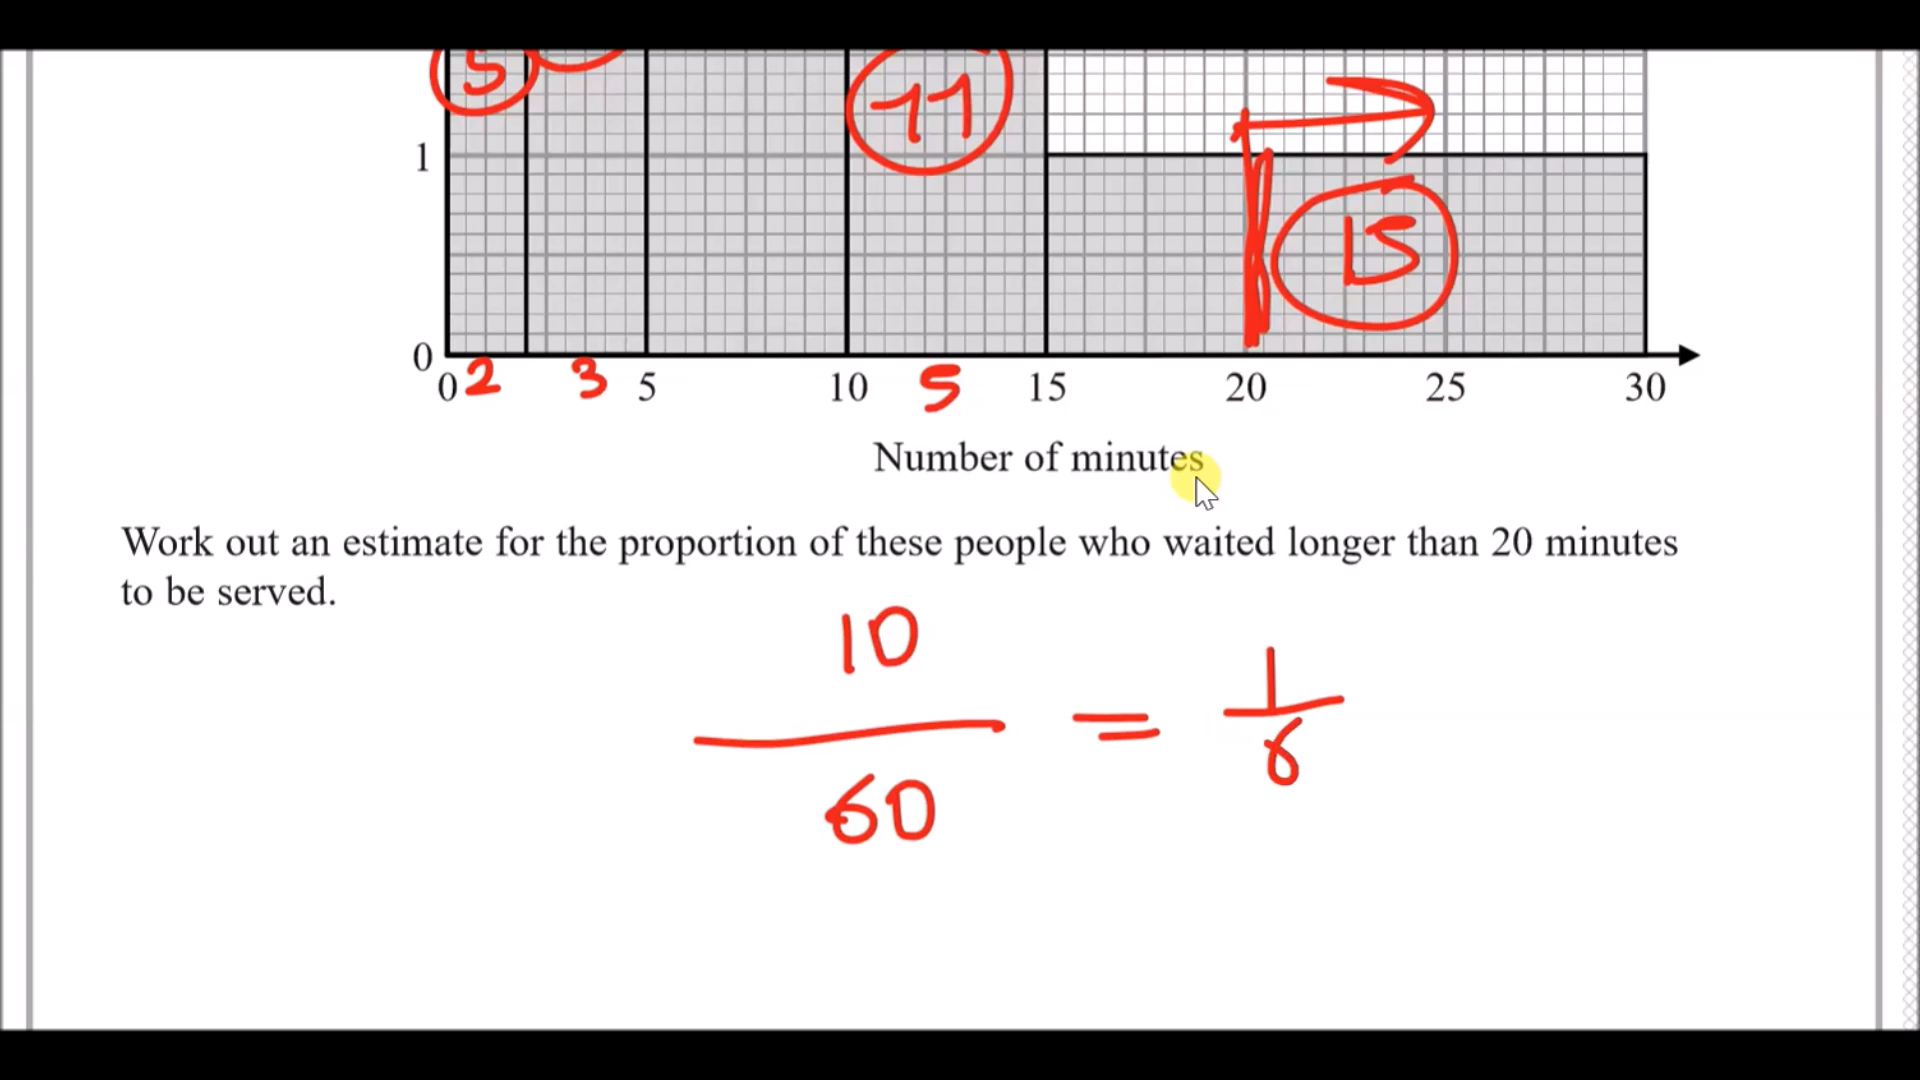 5
11
1
15
0
0 2 3 5 10 5 15 20 25 30
Number of minutes
Work out an estimate for the proportion of these people who waited longer than 20 minutes
to be served.
10
60
=
1
6